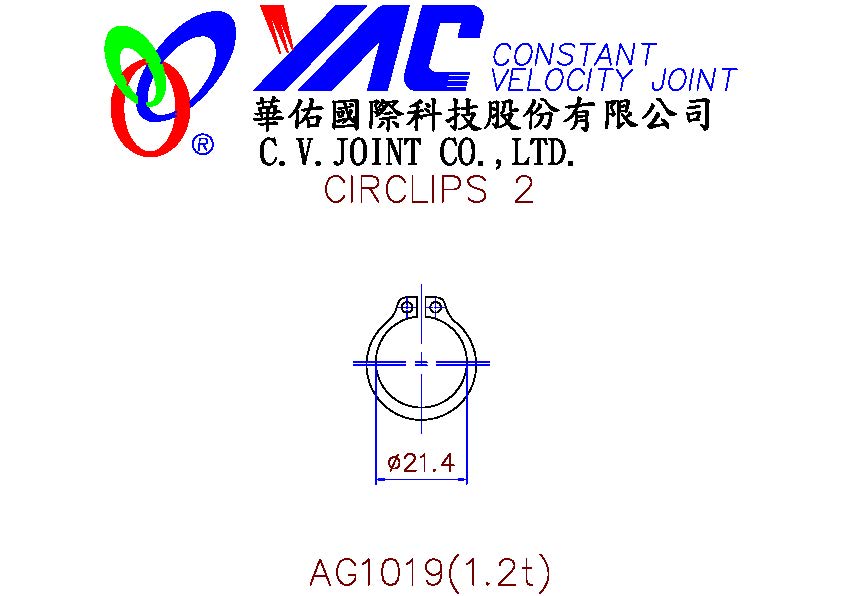 YAC CONSTANT
VELOCITY JOINT
®
華佑國際科技股份有限公司
C.V.JOINT CO.,LTD.
CIRCLIPS 2
ø21.4
AG1019(1.2t)